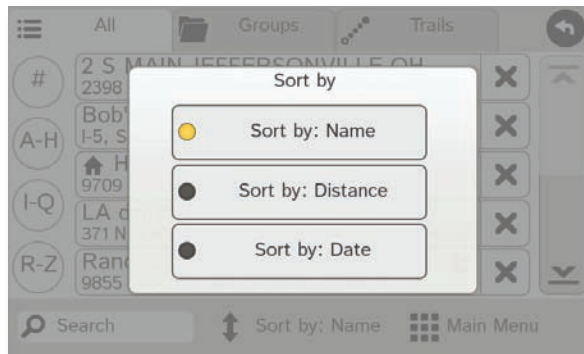 All
Groups
Trails
#
2 S MAIN JEFFERSONVILLE OH
2398
A-H
Bob'
I-5, S
H
9709
I-Q
LA
371 N
R-Z
9855
Sort by
Sort by: Name
Sort by: Distance
Sort by: Date
Search
Sort by: Name
Main Menu